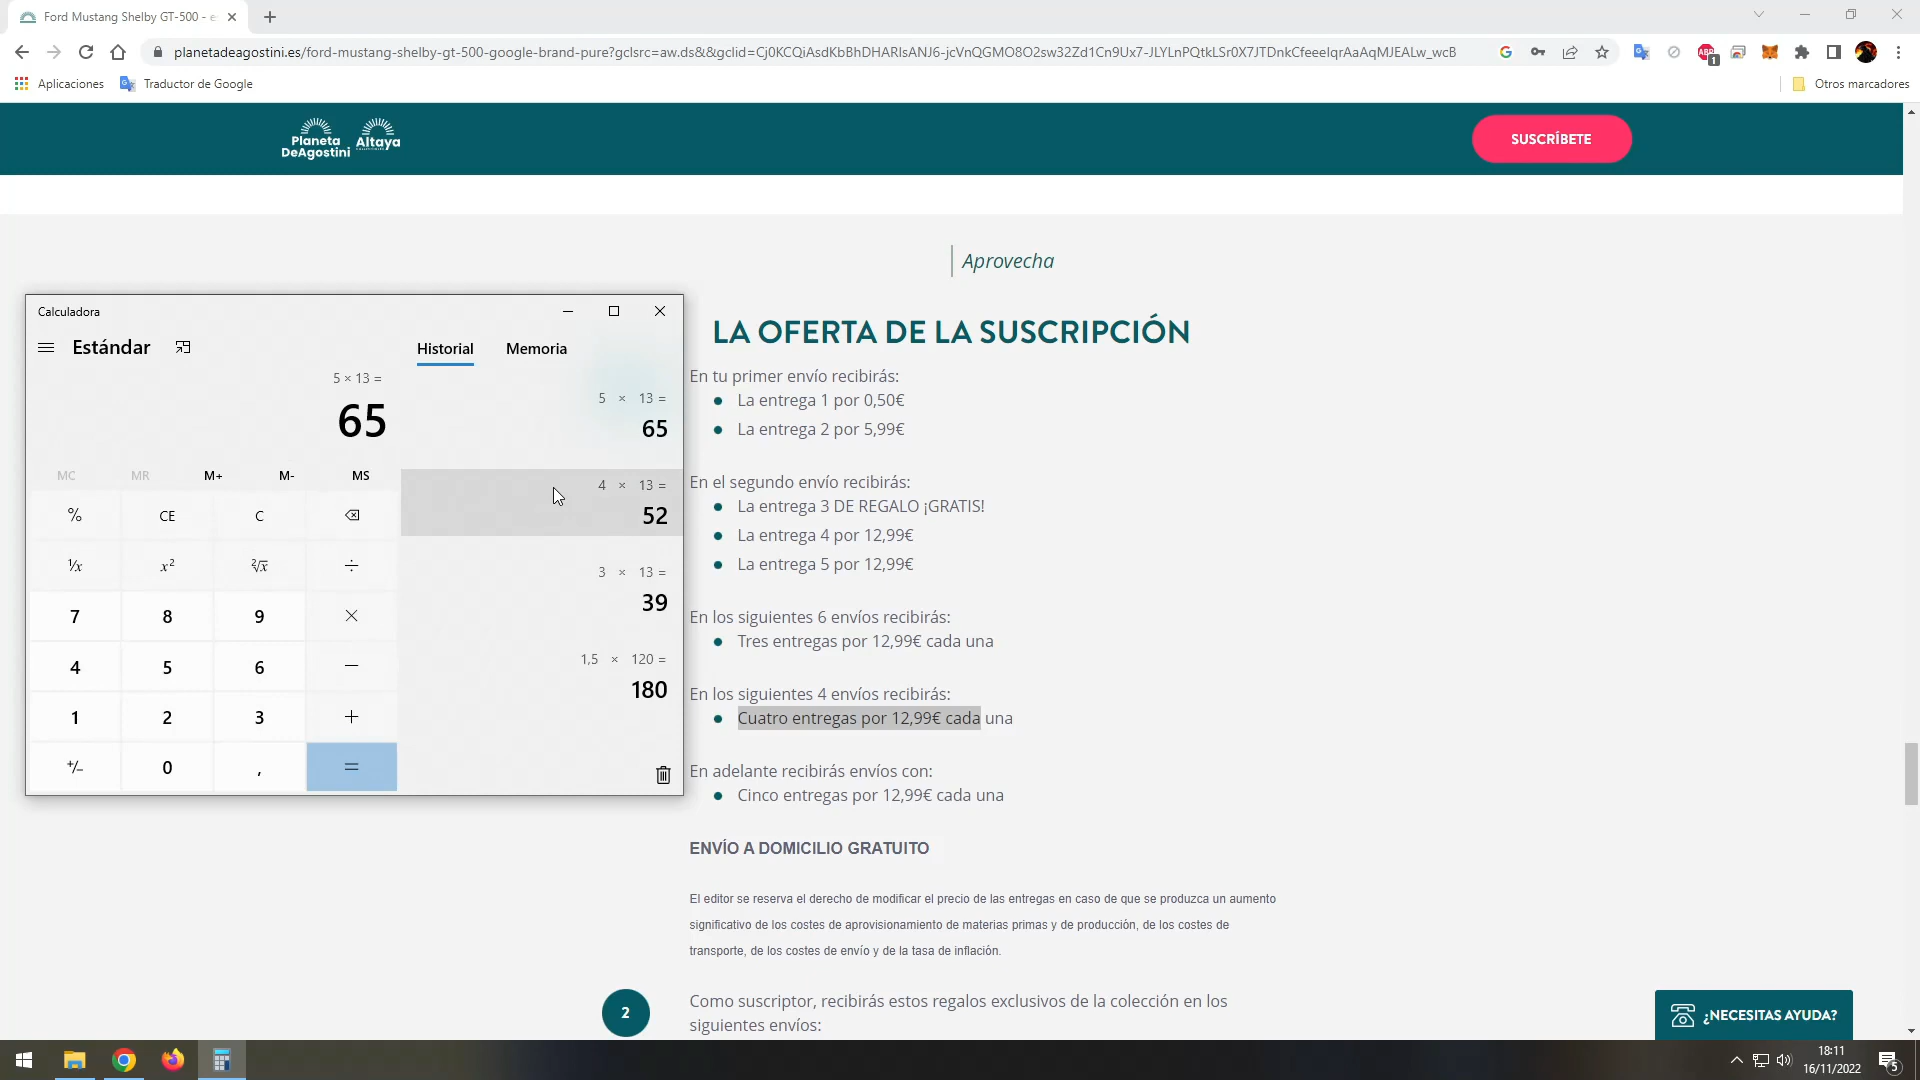 Ford Mustang Shelby GT-500 - e
planetadeagostini.es/ford-mustang-shelby-gt-500-google-brand-pure?gclsrc=aw.ds&&gclid=Cj0KCQiAsdKbBhDHARIsANJ6-jcVnQGMO8O2sw32Zd1Cn9Ux7-JLYLnPQtkLSr0X7JTDnkCfeeeIqrAaAqMJEALw_wcB
Aplicaciones
Traductor de Google
Otros marcadores
Planeta DeAgostini
Altaya
SUSCRÍBETE
Aprovecha
LA OFERTA DE LA SUSCRIPCIÓN
En tu primer envío recibirás:
La entrega 1 por 0,50€
La entrega 2 por 5,99€
En el segundo envío recibirás:
La entrega 3 DE REGALO ¡GRATIS!
La entrega 4 por 12,99€
La entrega 5 por 12,99€
En los siguientes 6 envíos recibirás:
Tres entregas por 12,99€ cada una
En los siguientes 4 envíos recibirás:
Cuatro entregas por 12,99€ cada una
En adelante recibirás envíos con:
Cinco entregas por 12,99€ cada una
ENVÍO A DOMICILIO GRATUITO
El editor se reserva el derecho de modificar el precio de las entregas en caso de que se produzca un aumento
significativo de los costes de aprovisionamiento de materias primas y de producción, de los costes de
transporte, de los costes de envío y de la tasa de inflación.
2
Como suscriptor, recibirás estos regalos exclusivos de la colección en los
siguientes envíos:
¿NECESITAS AYUDA?
Calculadora
Estándar
Historial
Memoria
5 × 13 =
65
MC MR M+ M- MS
% CE C
1/x x² ²√x ÷
7 8 9 ×
4 5 6 −
1 2 3 +
+/− 0 , =
5 × 13 =
65
4 × 13 =
52
3 × 13 =
39
1,5 × 120 =
180
18:11
16/11/2022
5